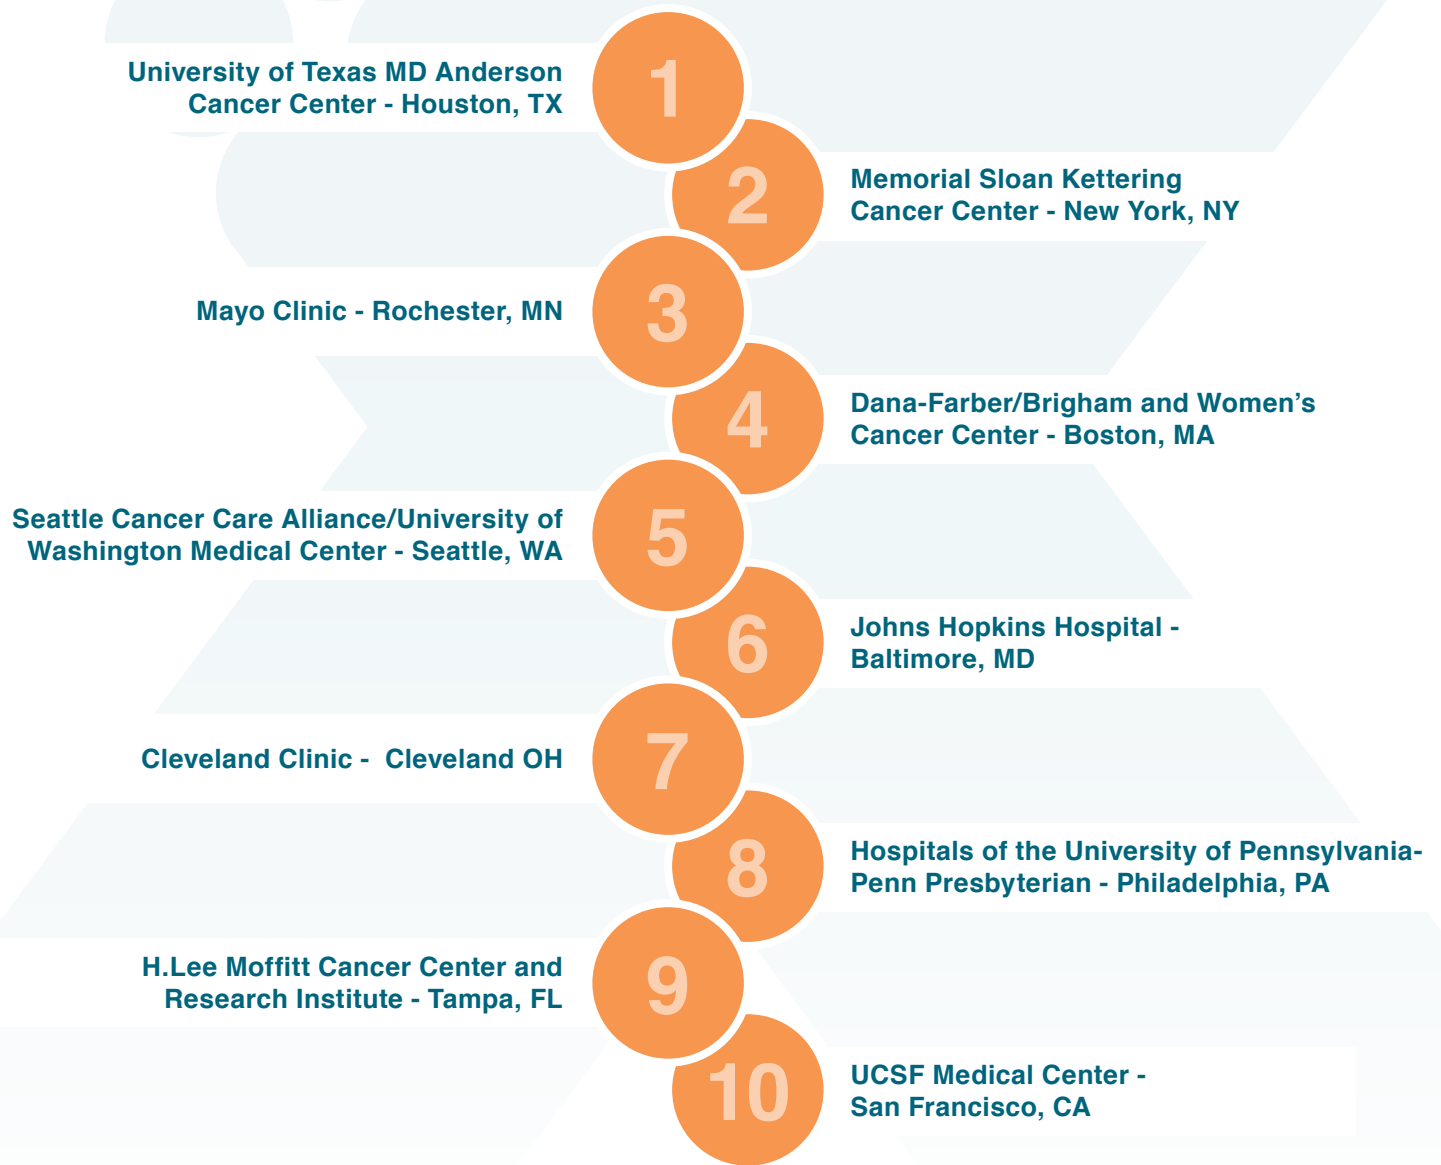 1
University of Texas MD Anderson
Cancer Center - Houston, TX
2
Memorial Sloan Kettering
Cancer Center - New York, NY
3
Mayo Clinic - Rochester, MN
4
Dana-Farber/Brigham and Women’s
Cancer Center - Boston, MA
5
Seattle Cancer Care Alliance/University of
Washington Medical Center - Seattle, WA
6
Johns Hopkins Hospital -
Baltimore, MD
7
Cleveland Clinic -  Cleveland OH
8
Hospitals of the University of Pennsylvania-
Penn Presbyterian - Philadelphia, PA
9
H.Lee Moffitt Cancer Center and
Research Institute - Tampa, FL
10
UCSF Medical Center -
San Francisco, CA